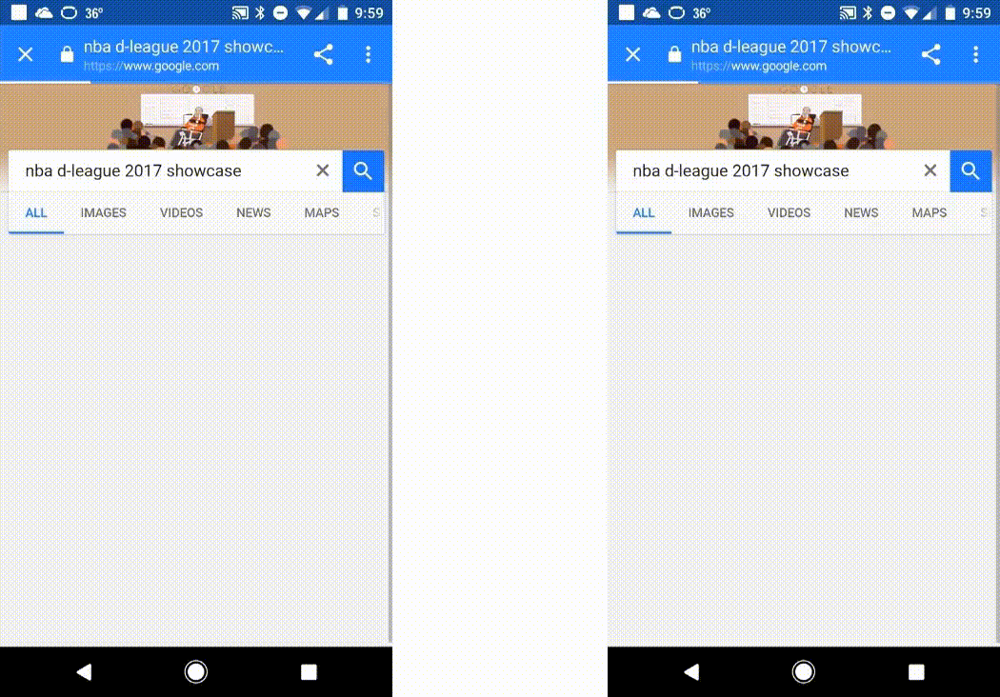 36° 9:59
nba d-league 2017 showc...
https://www.google.com
GOOGLE
nba d-league 2017 showcase
ALL IMAGES VIDEOS NEWS MAPS S
36° 9:59
nba d-league 2017 showc...
https://www.google.com
GOOGLE
nba d-league 2017 showcase
ALL IMAGES VIDEOS NEWS MAPS S